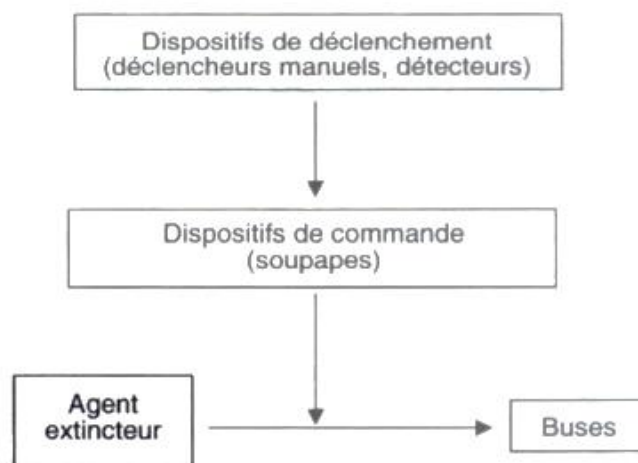 Dispositifs de déclenchement
(déclencheurs manuels, détecteurs)
Dispositifs de commande
(soupapes)
Agent
extincteur
Buses